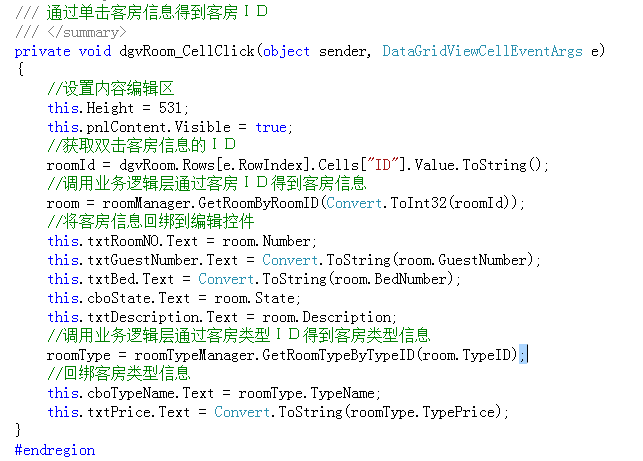 /// 通过单击客房信息得到客房ＩＤ
/// </summary>
private void dgvRoom_CellClick(object sender, DataGridViewCellEventArgs e)
{
//设置内容编辑区
this.Height = 531;
this.pnlContent.Visible = true;
//获取双击客房信息的ＩＤ
roomId = dgvRoom.Rows[e.RowIndex].Cells["ID"].Value.ToString();
//调用业务逻辑层通过客房ＩＤ得到客房信息
room = roomManager.GetRoomByRoomID(Convert.ToInt32(roomId));
//将客房信息回绑到编辑控件
this.txtRoomNO.Text = room.Number;
this.txtGuestNumber.Text = Convert.ToString(room.GuestNumber);
this.txtBed.Text = Convert.ToString(room.BedNumber);
this.cboState.Text = room.State;
this.txtDescription.Text = room.Description;
//调用业务逻辑层通过客房类型ＩＤ得到客房类型信息
roomType = roomTypeManager.GetRoomTypeByTypeID(room.TypeID);
//回绑客房类型信息
this.cboTypeName.Text = roomType.TypeName;
this.txtPrice.Text = Convert.ToString(roomType.TypePrice);
}
#endregion